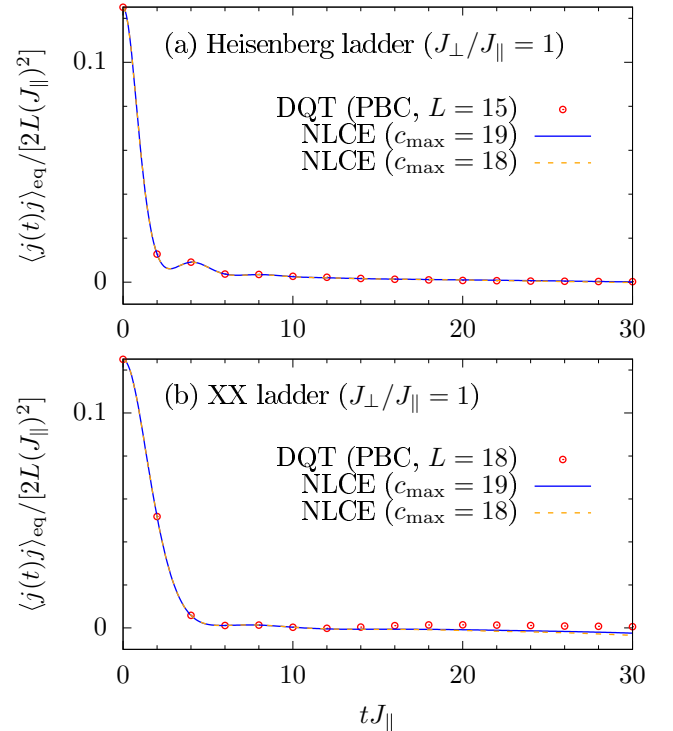 (a) Heisenberg ladder (J⊥/J∥ = 1)
0.1
DQT (PBC, L = 15)
NLCE (cmax = 19)
NLCE (cmax = 18)
⟨j(t)j⟩eq/[2L(J∥)²]
0
0 10 20 30
(b) XX ladder (J⊥/J∥ = 1)
0.1
DQT (PBC, L = 18)
NLCE (cmax = 19)
NLCE (cmax = 18)
⟨j(t)j⟩eq/[2L(J∥)²]
0
0 10 20 30
tJ∥